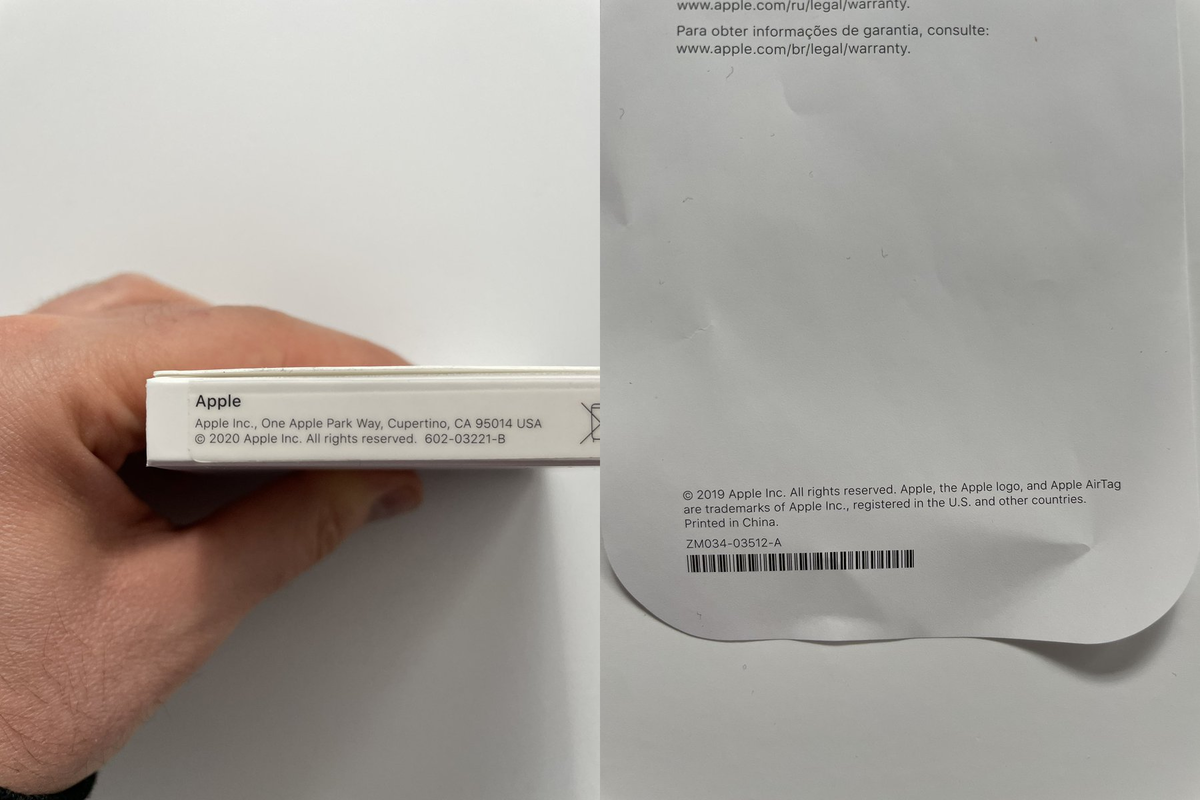 Apple
Apple Inc., One Apple Park Way, Cupertino, CA 95014 USA
© 2020 Apple Inc. All rights reserved. 602-03221-B
www.apple.com/ru/legal/warranty.
Para obter informações de garantia, consulte:
www.apple.com/br/legal/warranty.
© 2019 Apple Inc. All rights reserved. Apple, the Apple logo, and Apple AirTag
are trademarks of Apple Inc., registered in the U.S. and other countries.
Printed in China.
ZM034-03512-A